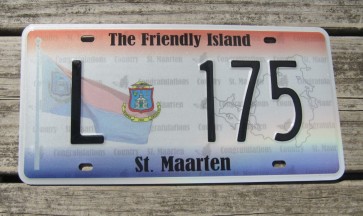 The Friendly Island
L 175
St. Maarten